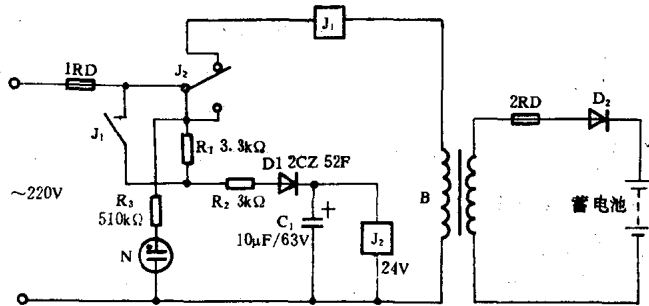 J₁
1RD
J₂
2RD
D₂
J₁
R₁ 3.3kΩ
D1 2CZ 52F
~220V
R₃
510kΩ
R₂ 3kΩ
C₁
+
10μF/63V
J₂
24V
B
蓄电池
N